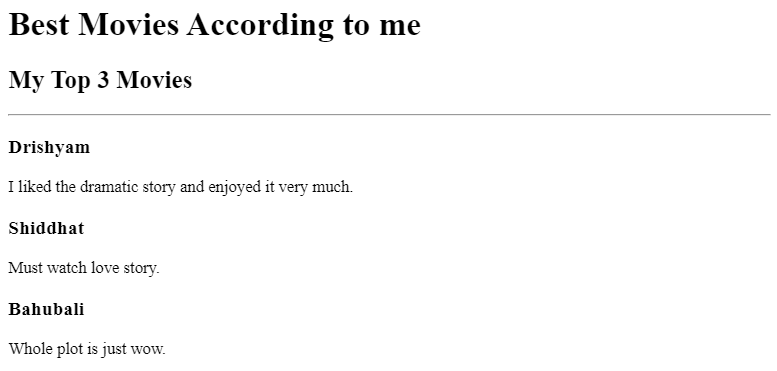 Best Movies According to me
My Top 3 Movies
Drishyam
I liked the dramatic story and enjoyed it very much.
Shiddhat
Must watch love story.
Bahubali
Whole plot is just wow.